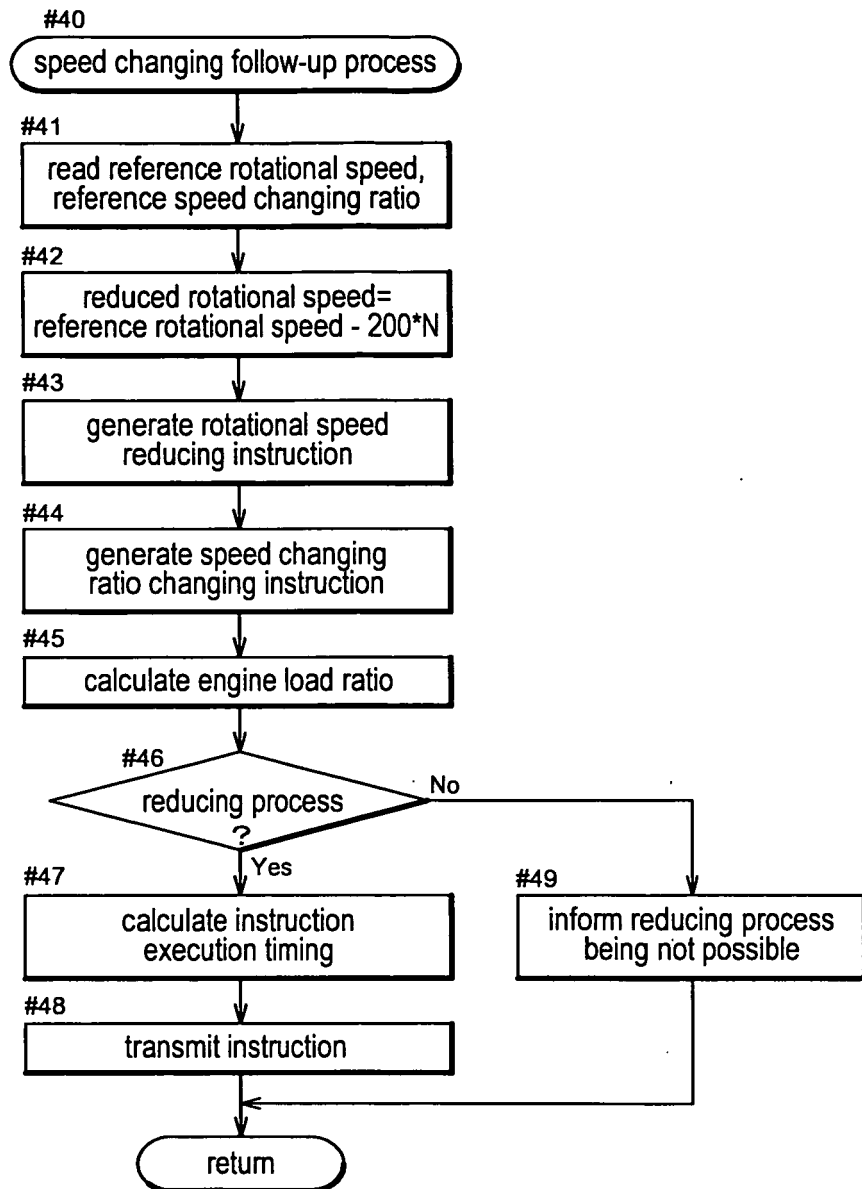 #40
speed changing follow-up process
#41
read reference rotational speed,
reference speed changing ratio
#42
reduced rotational speed=
reference rotational speed - 200*N
#43
generate rotational speed
reducing instruction
#44
generate speed changing
ratio changing instruction
#45
calculate engine load ratio
#46
reducing process
?
No
Yes
#47
calculate instruction
execution timing
#49
inform reducing process
being not possible
#48
transmit instruction
return